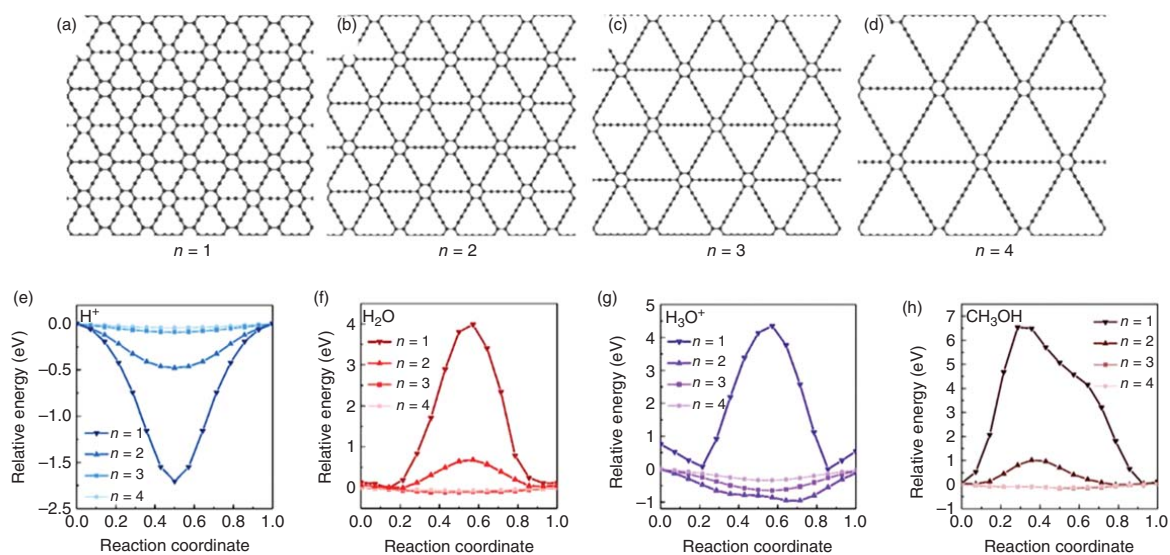 (a)
(b)
(c)
(d)
n = 1
n = 2
n = 3
n = 4
(e)
H⁺
0.0
−0.5
−1.0
−1.5
−2.5
Relative energy (eV)
n = 1
n = 2
n = 3
n = 4
0.0 0.2 0.4 0.6 0.8 1.0
Reaction coordinate
(f)
H₂O
4
3
2
1
0
Relative energy (eV)
n = 1
n = 2
n = 3
n = 4
0.0 0.2 0.4 0.6 0.8 1.0
Reaction coordinate
(g)
H₃O⁺
5
4
3
2
1
0
−1
Relative energy (eV)
n = 1
n = 2
n = 3
n = 4
0.0 0.2 0.4 0.6 0.8 1.0
Reaction coordinate
(h)
CH₃OH
7
6
5
4
3
2
1
0
−1
Relative energy (eV)
n = 1
n = 2
n = 3
n = 4
0.0 0.2 0.4 0.6 0.8 1.0
Reaction coordinate